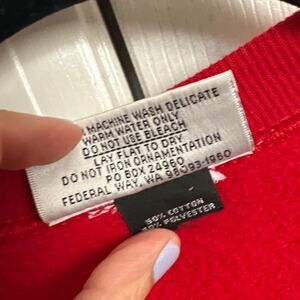 MACHINE WASH DELICATE
WARM WATER ONLY
DO NOT USE BLEACH
LAY FLAT TO DRY
DO NOT IRON ORNAMENTATION
PO BOX 24960
FEDERAL WAY, WA 98093-1960
50% COTTON
POLYESTER